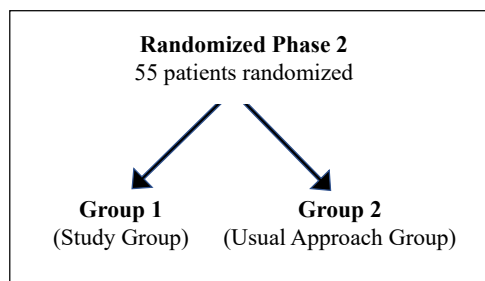 Randomized Phase 2
55 patients randomized
Group 1
(Study Group)
Group 2
(Usual Approach Group)